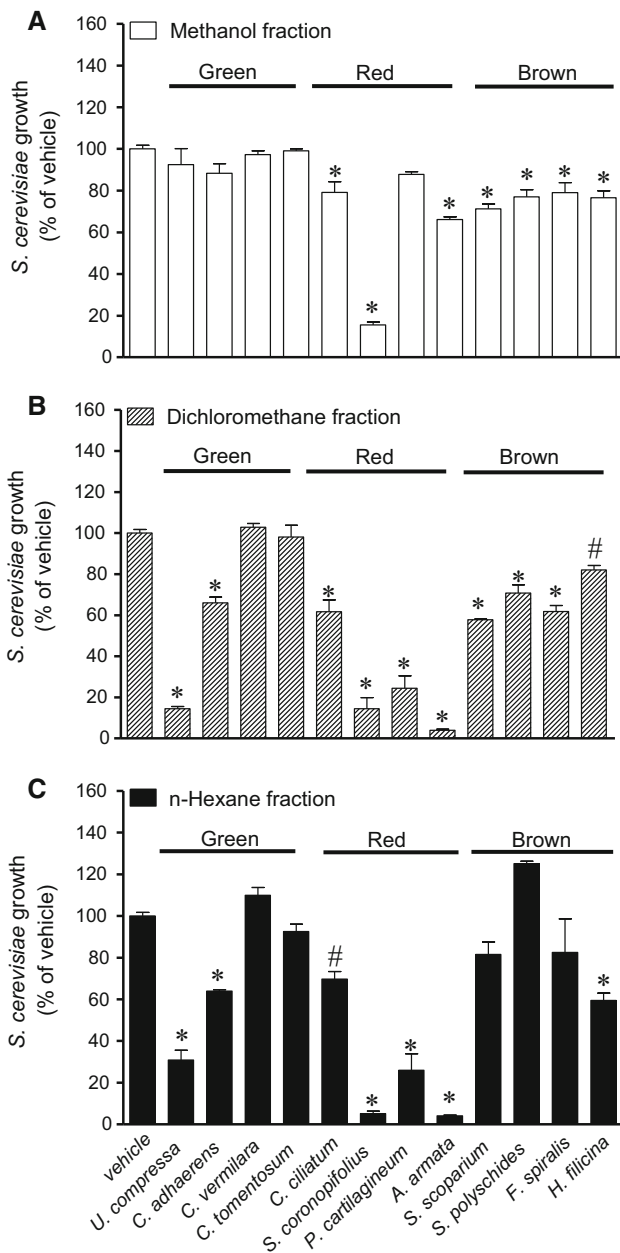 A
Methanol fraction
Green Red Brown
S. cerevisiae growth
(% of vehicle)
160
140
120
100
80
60
40
20
0
* * * * * * *
B
Dichloromethane fraction
Green Red Brown
S. cerevisiae growth
(% of vehicle)
160
140
120
100
80
60
40
20
0
* * * * * * * * * #
C
n-Hexane fraction
Green Red Brown
S. cerevisiae growth
(% of vehicle)
160
140
120
100
80
60
40
20
0
* * # * * * *
vehicle
U. compressa
C. adhaerens
C. vermilara
C. tomentosum
C. ciliatum
S. coronopifolius
P. cartilagineum
A. armata
S. scoparium
S. polyschides
F. spiralis
H. filicina